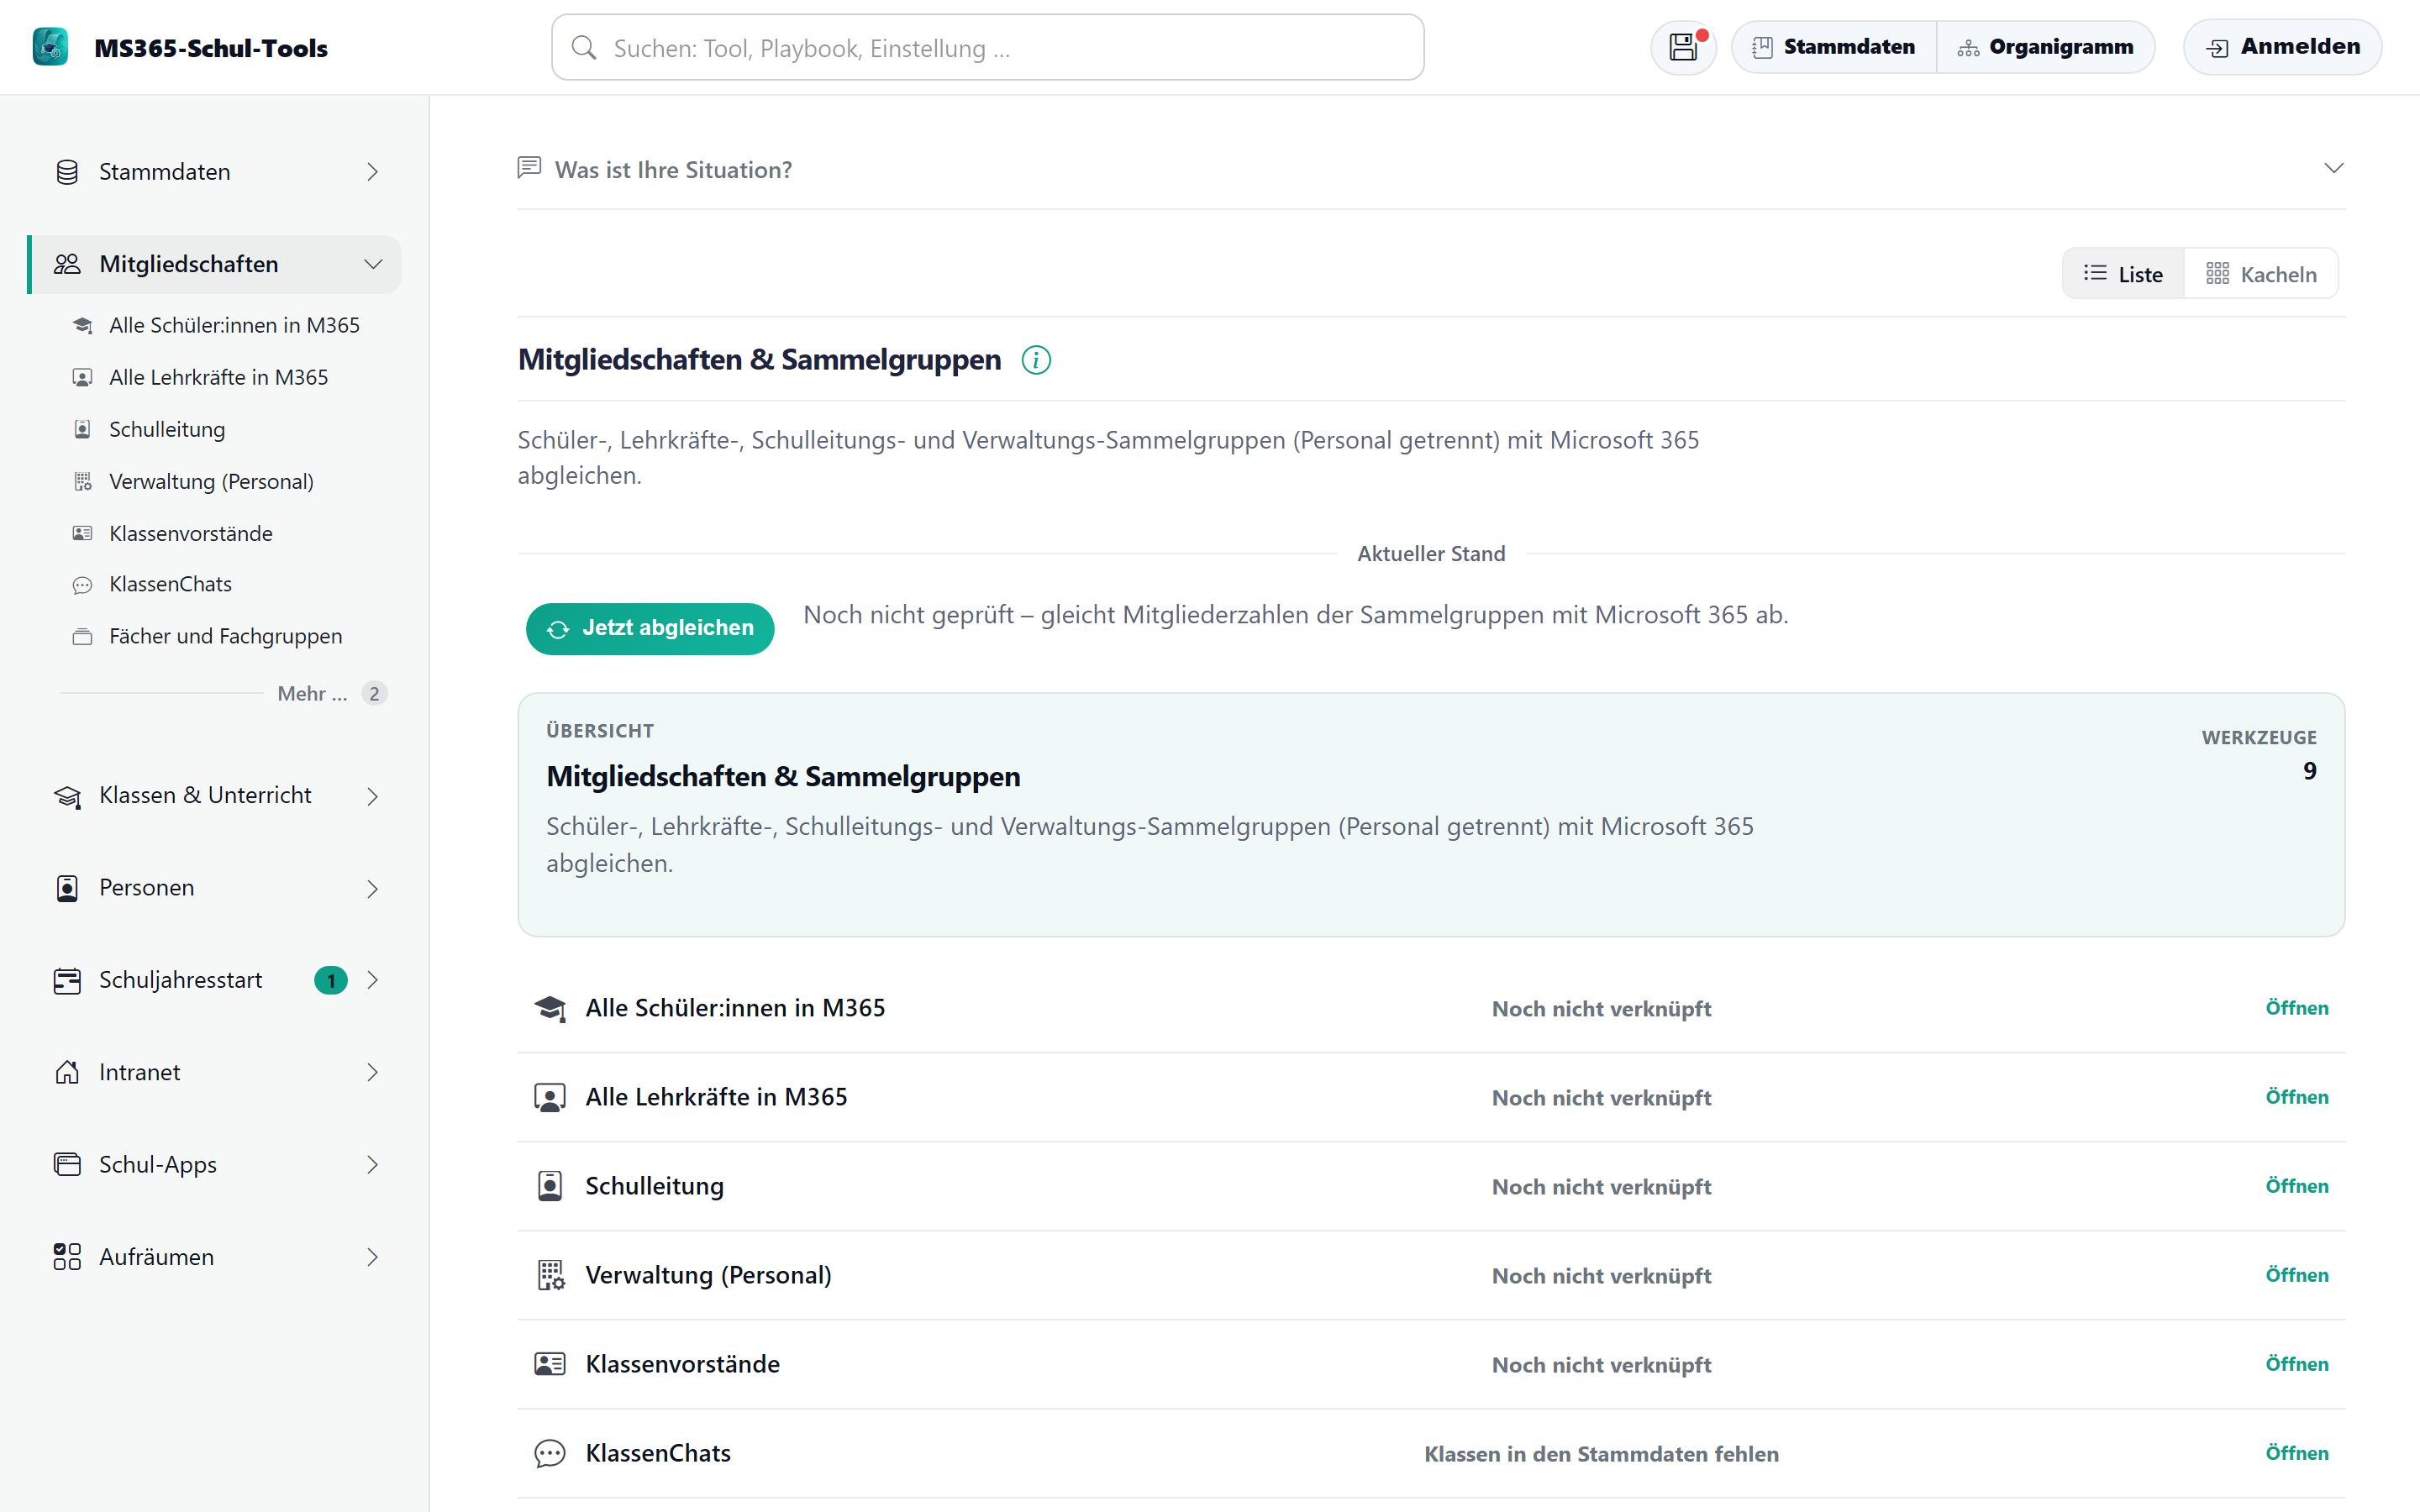 MS365-Schul-Tools
Suchen: Tool, Playbook, Einstellung ...
Stammdaten
Organigramm
Anmelden
Stammdaten
Mitgliedschaften
Alle Schüler:innen in M365
Alle Lehrkräfte in M365
Schulleitung
Verwaltung (Personal)
Klassenvorstände
KlassenChats
Fächer und Fachgruppen
Mehr ... 2
Klassen & Unterricht
Personen
Schuljahresstart 1
Intranet
Schul-Apps
Aufräumen
Was ist Ihre Situation?
Liste
Kacheln
Mitgliedschaften & Sammelgruppen
Schüler-, Lehrkräfte-, Schulleitungs- und Verwaltungs-Sammelgruppen (Personal getrennt) mit Microsoft 365
abgleichen.
Aktueller Stand
Jetzt abgleichen
Noch nicht geprüft – gleicht Mitgliederzahlen der Sammelgruppen mit Microsoft 365 ab.
ÜBERSICHT
Mitgliedschaften & Sammelgruppen
Schüler-, Lehrkräfte-, Schulleitungs- und Verwaltungs-Sammelgruppen (Personal getrennt) mit Microsoft 365
abgleichen.
WERKZEUGE
9
Alle Schüler:innen in M365 Noch nicht verknüpft Öffnen
Alle Lehrkräfte in M365 Noch nicht verknüpft Öffnen
Schulleitung Noch nicht verknüpft Öffnen
Verwaltung (Personal) Noch nicht verknüpft Öffnen
Klassenvorstände Noch nicht verknüpft Öffnen
KlassenChats Klassen in den Stammdaten fehlen Öffnen